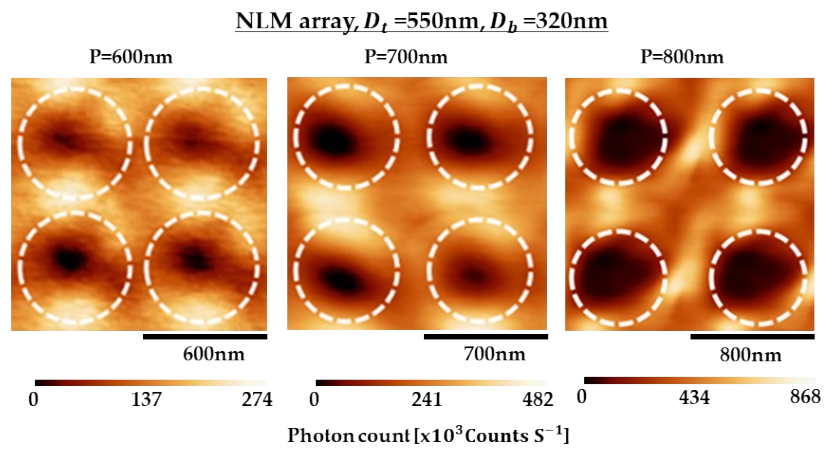 NLM array, Dₜ =550nm, D_b =320nm
P=600nm P=700nm P=800nm
600nm 700nm 800nm
0 137 274 0 241 482 0 434 868
Photon count [x10³Counts S⁻¹]